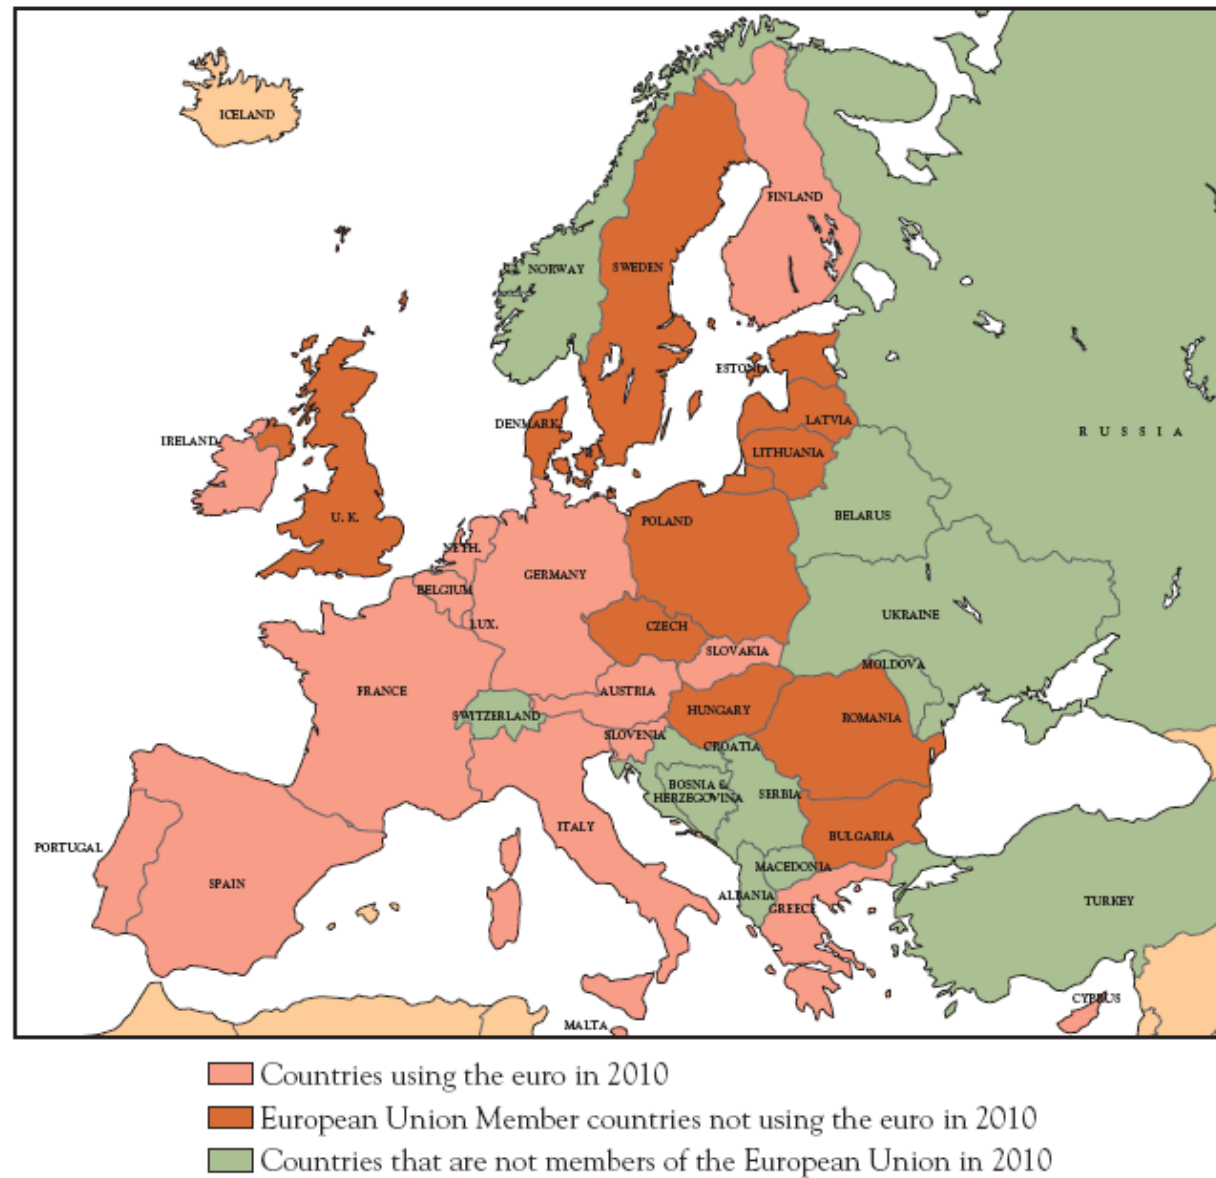 ICELAND
FINLAND
NORWAY
SWEDEN
ESTONIA
DENMARK.
LATVIA
IRELAND
RUSSIA
LITHUANIA
U. K.
POLAND
BELARUS
NETH.
GERMANY
BELGIUM
UKRAINE
LUX.
CZECH
SLOVAKIA
MOLDOVA
FRANCE
AUSTRIA
SWITZERLAND
HUNGARY
ROMANIA
SLOVENIA
CROATIA
BOSNIA &
HERZEGOVINA
SERBIA
ITALY
BULGARIA
PORTUGAL
MACEDONIA
SPAIN
ALBANIA
GREECE
TURKEY
CYPRUS
MALTA
Countries using the euro in 2010
European Union Member countries not using the euro in 2010
Countries that are not members of the European Union in 2010